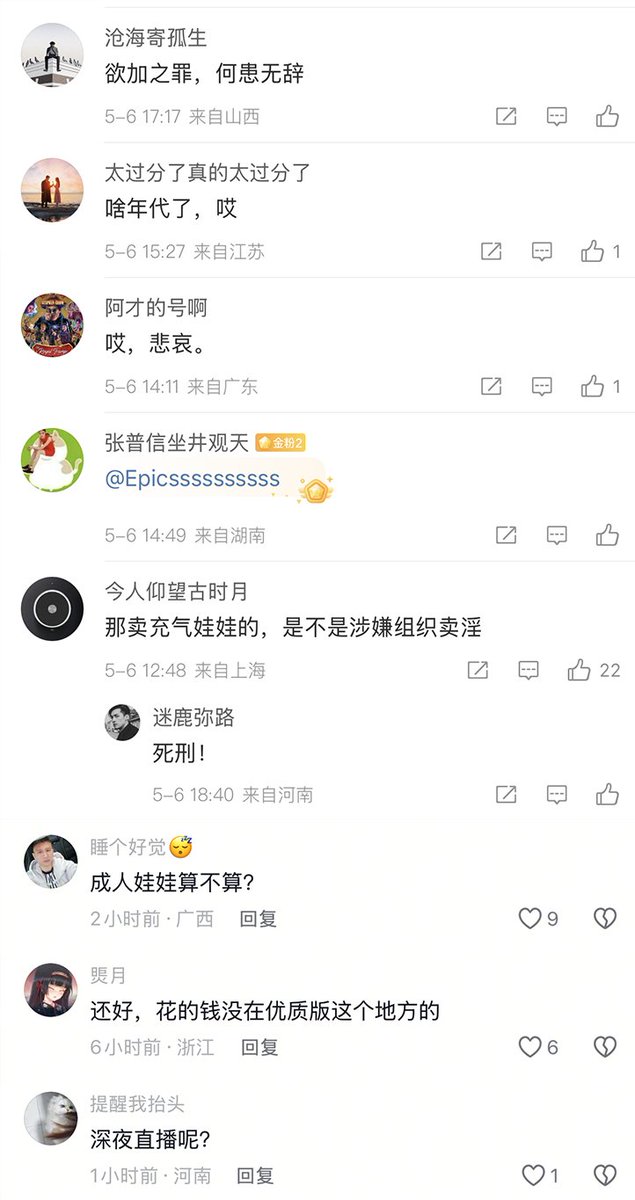 沧海寄孤生
欲加之罪，何患无辞
5-6 17:17 来自山西
太过分了真的太过分了
啥年代了，哎
5-6 15:27 来自江苏
1
阿才的号啊
哎，悲哀。
5-6 14:11 来自广东
1
张普信坐井观天 金粉2
@Epicsssssssssss
5-6 14:49 来自湖南
今人仰望古时月
那卖充气娃娃的，是不是涉嫌组织卖淫
5-6 12:48 来自上海
22
迷鹿弥路
死刑！
5-6 18:40 来自河南
睡个好觉😴
成人娃娃算不算？
2小时前·广西 回复
9
煛月
还好，花的钱没在优质版这个地方的
6小时前·浙江 回复
6
提醒我抬头
深夜直播呢？
1小时前·河南 回复
1